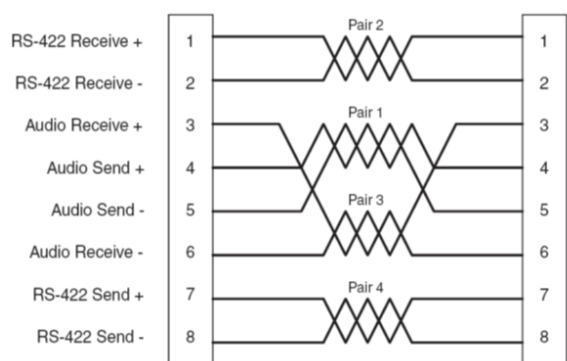 Pair 2
RS-422 Receive + 1 1
RS-422 Receive - 2 2
Pair 1
Audio Receive + 3 3
Audio Send + 4 4
Audio Send - 5 5
Pair 3
Audio Receive - 6 6
Pair 4
RS-422 Send + 7 7
RS-422 Send - 8 8